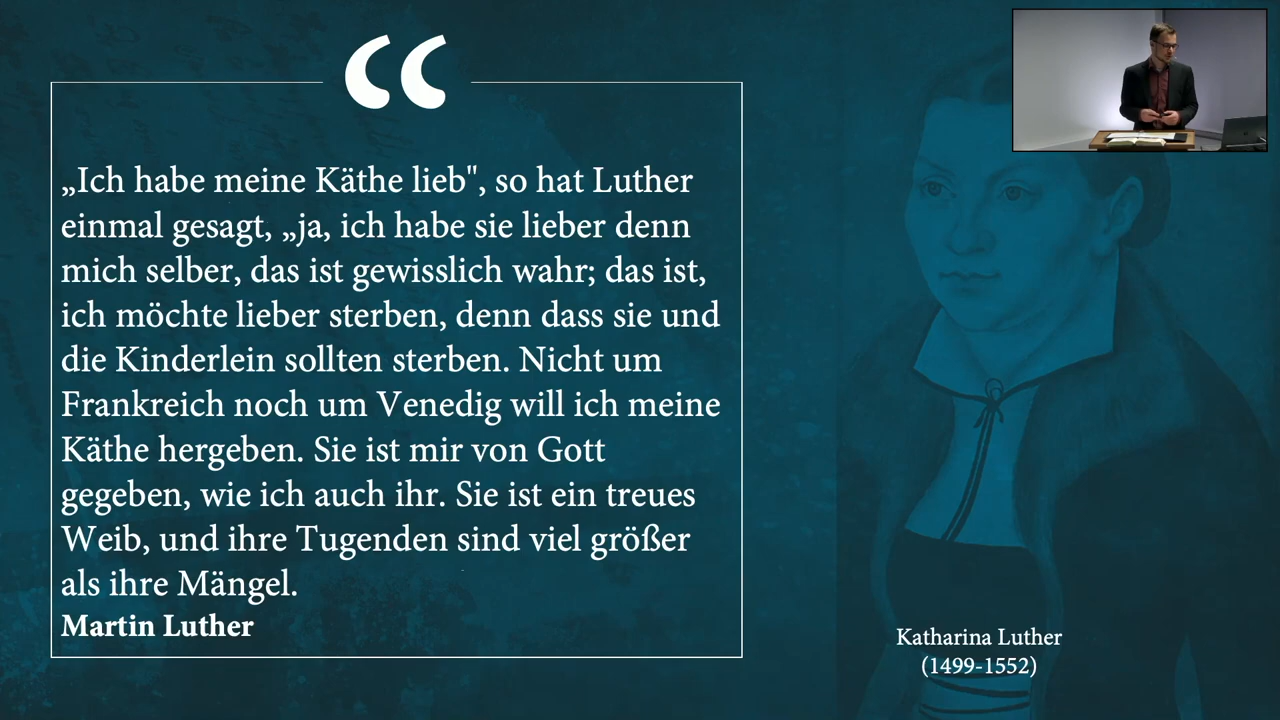 „Ich habe meine Käthe lieb", so hat Luther
einmal gesagt, „ja, ich habe sie lieber denn
mich selber, das ist gewisslich wahr; das ist,
ich möchte lieber sterben, denn dass sie und
die Kinderlein sollten sterben. Nicht um
Frankreich noch um Venedig will ich meine
Käthe hergeben. Sie ist mir von Gott
gegeben, wie ich auch ihr. Sie ist ein treues
Weib, und ihre Tugenden sind viel größer
als ihre Mängel.
Martin Luther
Katharina Luther
(1499-1552)